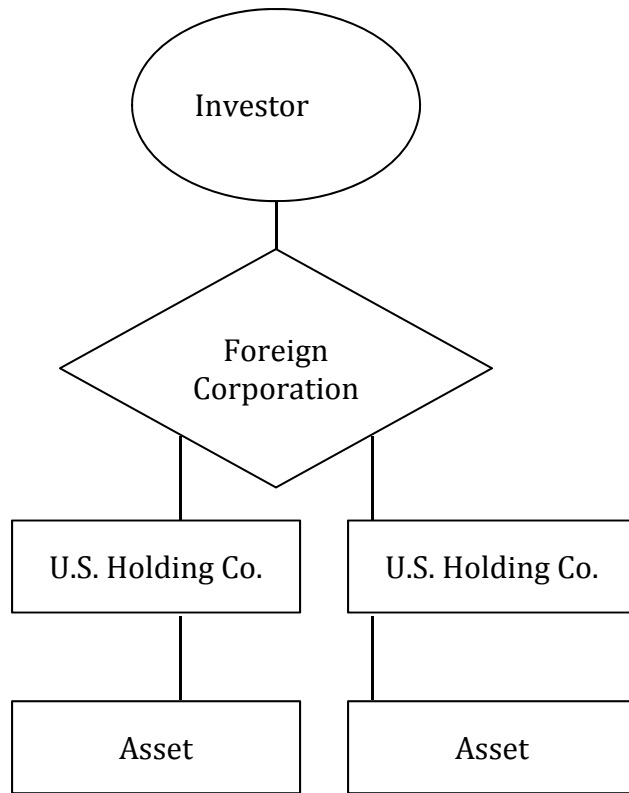 Investor
Foreign
Corporation
U.S. Holding Co.
U.S. Holding Co.
Asset
Asset